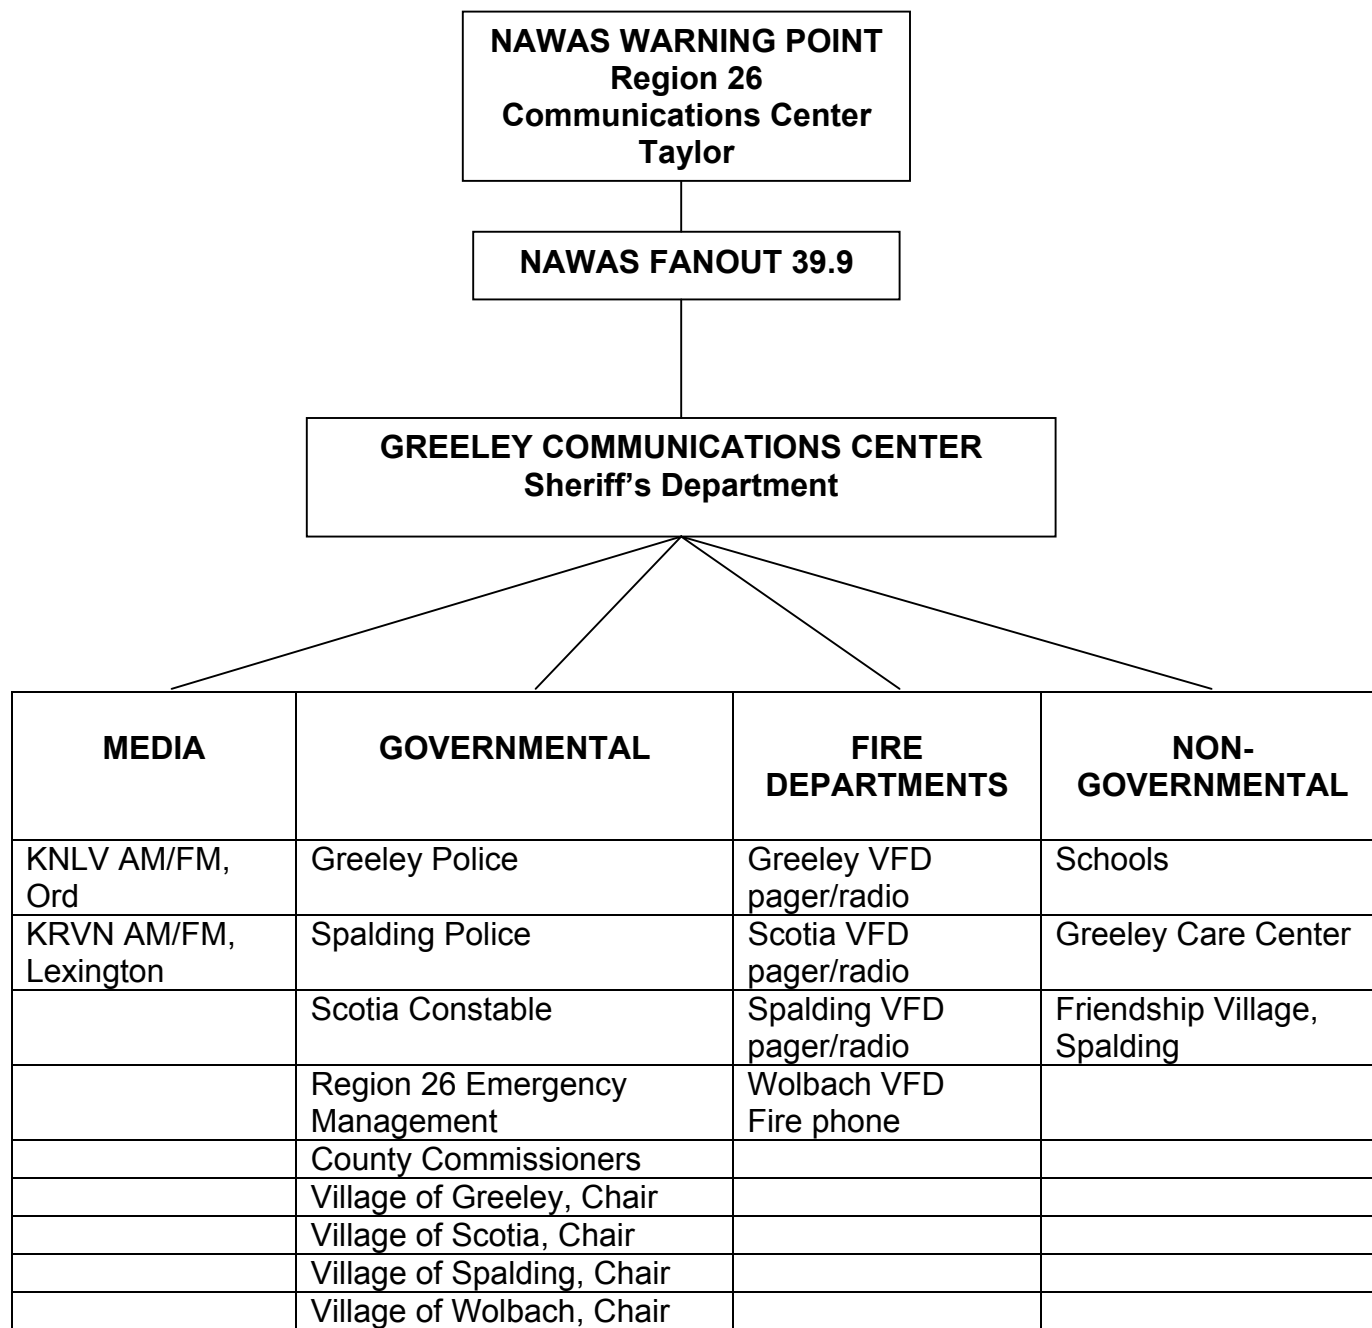 NAWAS WARNING POINT
Region 26
Communications Center
Taylor
NAWAS FANOUT 39.9
GREELEY COMMUNICATIONS CENTER
Sheriff’s Department
MEDIA
GOVERNMENTAL
FIRE
DEPARTMENTS
NON-
GOVERNMENTAL
KNLV AM/FM,
Ord
Greeley Police
Greeley VFD
pager/radio
Schools
KRVN AM/FM,
Lexington
Spalding Police
Scotia VFD
pager/radio
Greeley Care Center
Scotia Constable
Spalding VFD
pager/radio
Friendship Village,
Spalding
Region 26 Emergency
Management
Wolbach VFD
Fire phone
County Commissioners
Village of Greeley, Chair
Village of Scotia, Chair
Village of Spalding, Chair
Village of Wolbach, Chair